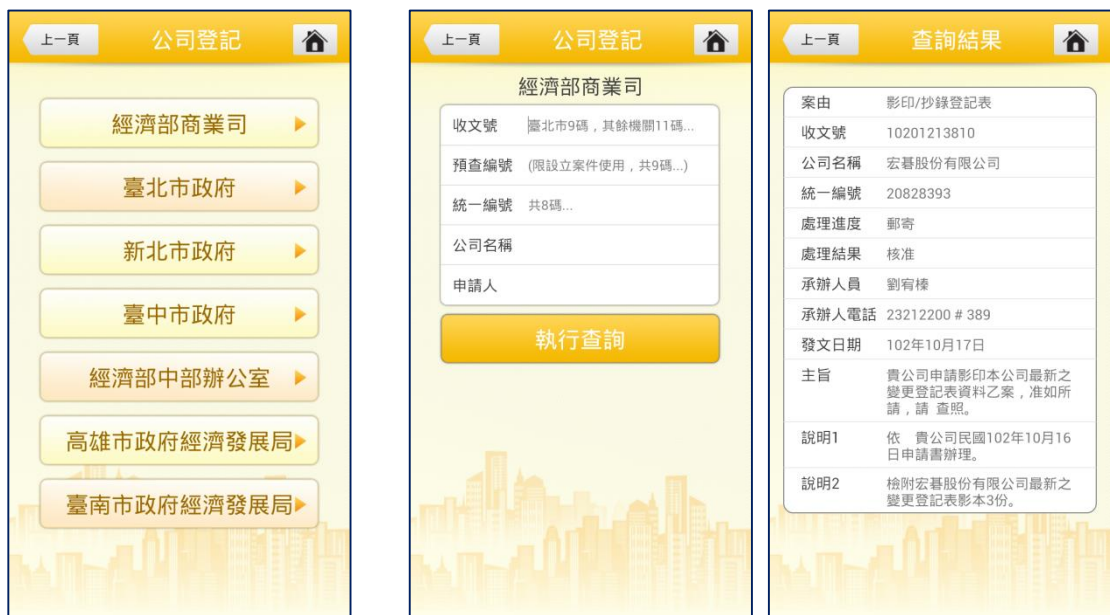 上一頁
公司登記
經濟部商業司
臺北市政府
新北市政府
臺中市政府
經濟部中部辦公室
高雄市政府經濟發展局
臺南市政府經濟發展局
上一頁
公司登記
經濟部商業司
收文號 臺北市9碼，其餘機關11碼...
預查編號 (限設立案件使用，共9碼...)
統一編號 共8碼...
公司名稱
申請人
執行查詢
上一頁
查詢結果
案由 影印/抄錄登記表
收文號 10201213810
公司名稱 宏碁股份有限公司
統一編號 20828393
處理進度 郵寄
處理結果 核准
承辦人員 劉宥榛
承辦人電話 23212200 # 389
發文日期 102年10月17日
主旨 貴公司申請影印本公司最新之
變更登記表資料乙案，准如所
請，請 查照。
說明1 依 貴公司民國102年10月16
日申請書辦理。
說明2 檢附宏碁股份有限公司最新之
變更登記表影本3份。